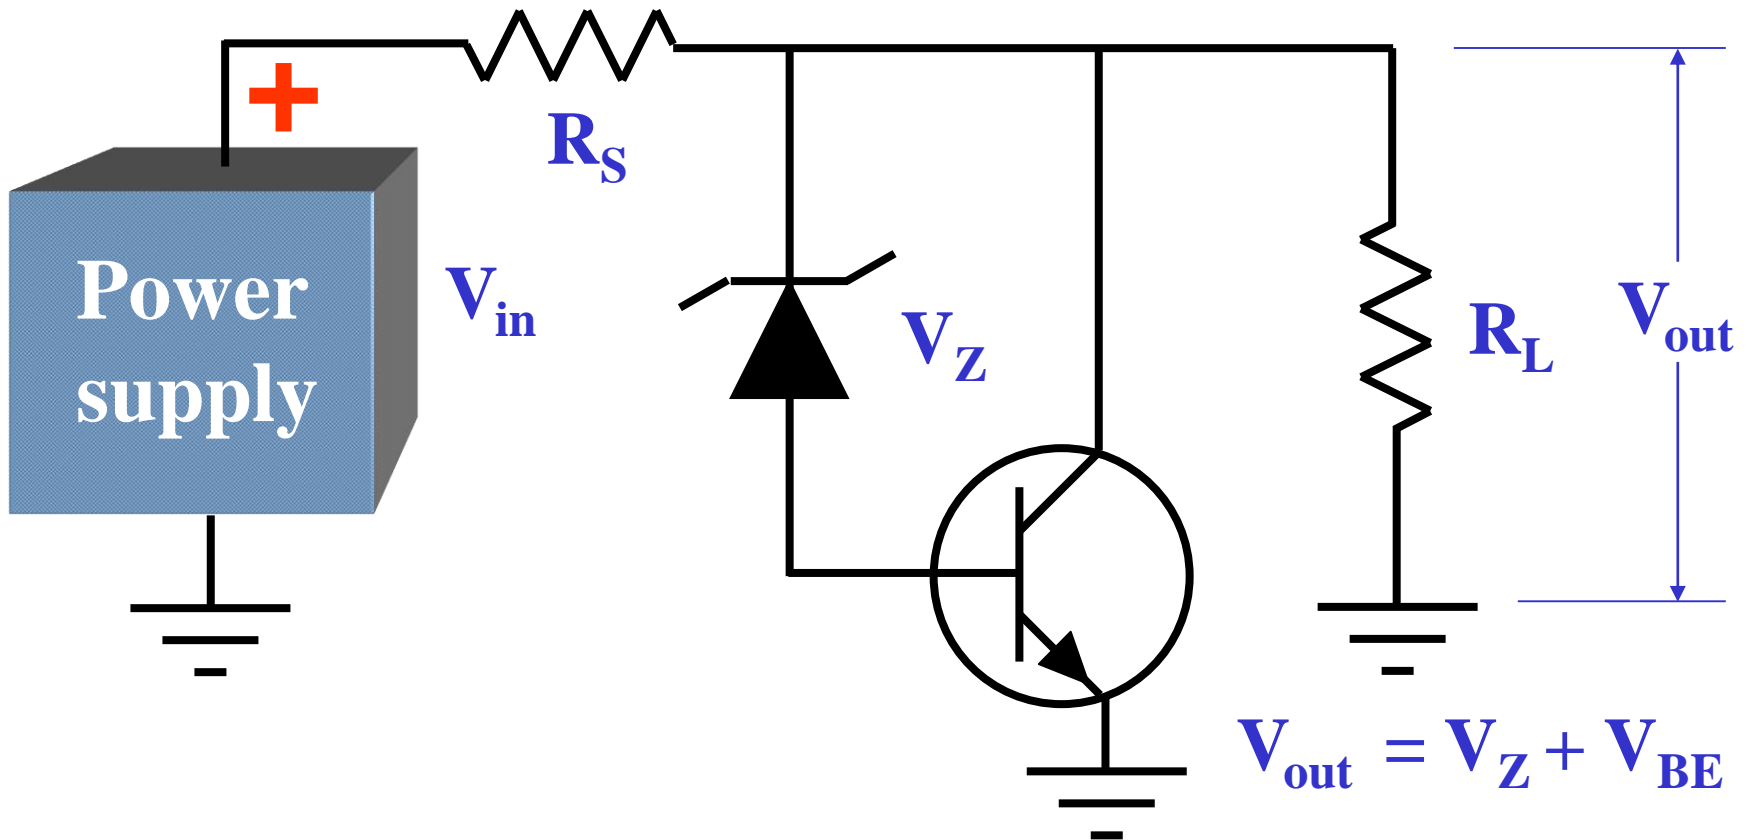 +
R_S
Power
supply
V_in
V_Z
R_L
V_out
V_out = V_Z + V_BE